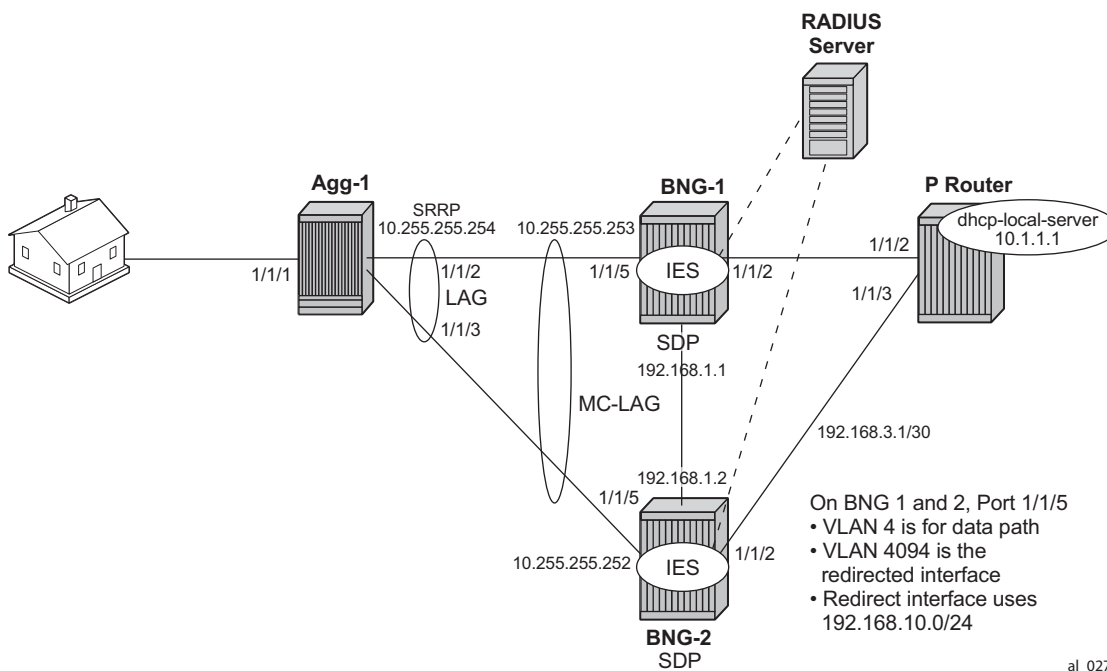 RADIUS
Server
Agg-1
BNG-1
P Router
SRRP
10.255.255.254
10.255.255.253
dhcp-local-server
10.1.1.1
1/1/2
1/1/1
1/1/2
1/1/5
IES
1/1/2
LAG
1/1/3
1/1/3
SDP
192.168.1.1
MC-LAG
192.168.3.1/30
192.168.1.2
1/1/5
10.255.255.252
IES
1/1/2
BNG-2
SDP
On BNG 1 and 2, Port 1/1/5
• VLAN 4 is for data path
• VLAN 4094 is the
redirected interface
• Redirect interface uses
192.168.10.0/24